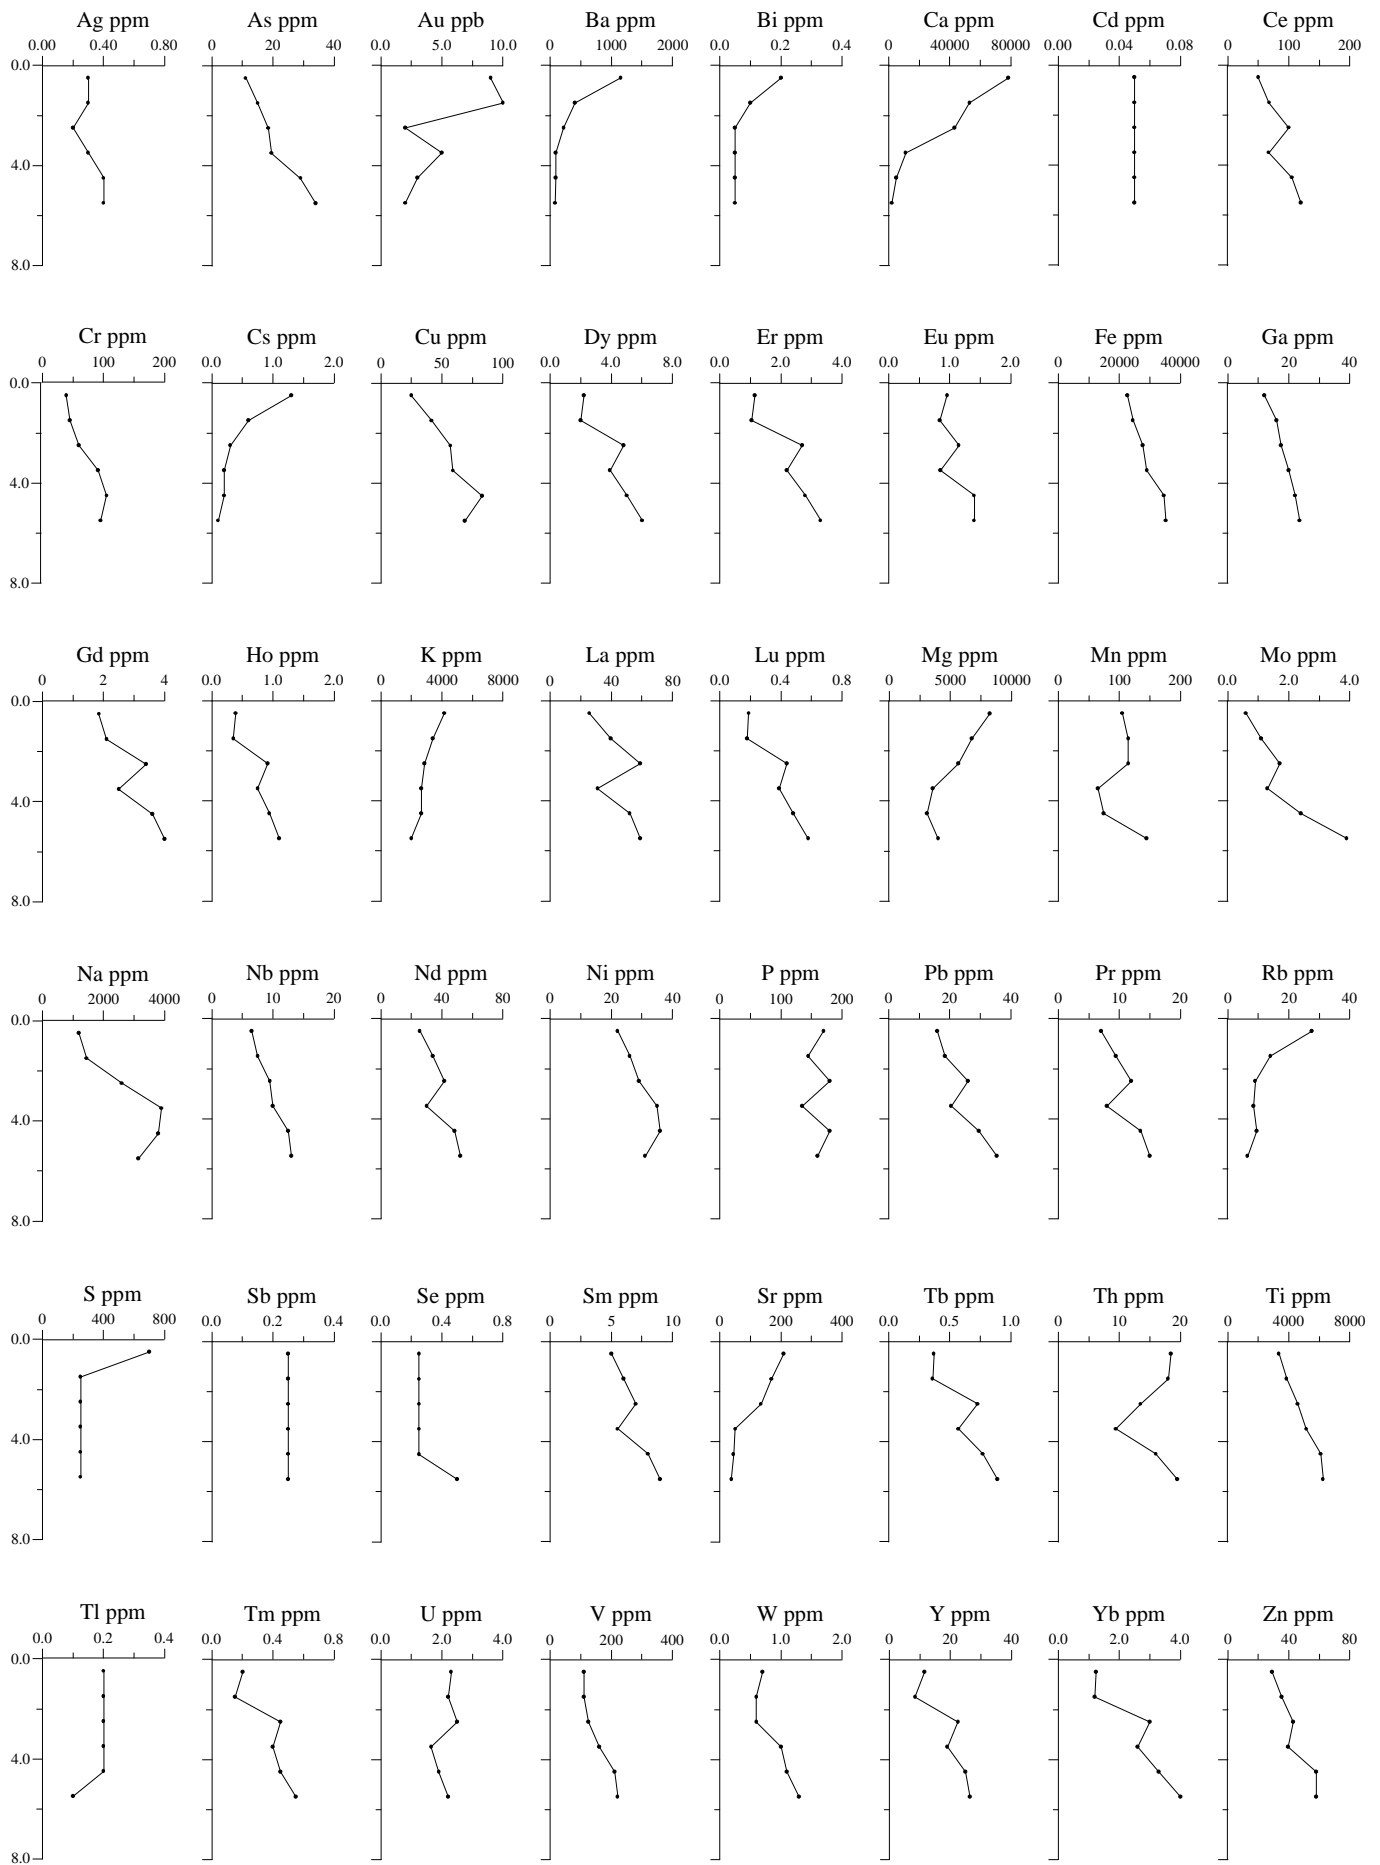 Ag ppm As ppm Au ppb Ba ppm Bi ppm Ca ppm Cd ppm Ce ppm
0.00 0.40 0.80 0 20 40 0.0 5.0 10.0 0 1000 2000 0.0 0.2 0.4 0 40000 80000 0.00 0.04 0.08 0 100 200
0.0
4.0
8.0
Cr ppm Cs ppm Cu ppm Dy ppm Er ppm Eu ppm Fe ppm Ga ppm
0 100 200 0.0 1.0 2.0 0 50 100 0.0 4.0 8.0 0.0 2.0 4.0 0.0 1.0 2.0 0 20000 40000 0 20 40
0.0
4.0
8.0
Gd ppm Ho ppm K ppm La ppm Lu ppm Mg ppm Mn ppm Mo ppm
0 2 4 0.0 1.0 2.0 0 4000 8000 0 40 80 0.0 0.4 0.8 0 5000 10000 0 100 200 0.0 2.0 4.0
0.0
4.0
8.0
Na ppm Nb ppm Nd ppm Ni ppm P ppm Pb ppm Pr ppm Rb ppm
0 2000 4000 0 10 20 0 40 80 0 20 40 0 100 200 0 20 40 0 10 20 0 20 40
0.0
4.0
8.0
S ppm Sb ppm Se ppm Sm ppm Sr ppm Tb ppm Th ppm Ti ppm
0 400 800 0.0 0.2 0.4 0.0 0.4 0.8 0 5 10 0 200 400 0.0 0.5 1.0 0 10 20 0 4000 8000
0.0
4.0
8.0
Tl ppm Tm ppm U ppm V ppm W ppm Y ppm Yb ppm Zn ppm
0.0 0.2 0.4 0.0 0.4 0.8 0.0 2.0 4.0 0 200 400 0.0 1.0 2.0 0 20 40 0.0 2.0 4.0 0 40 80
0.0
4.0
8.0